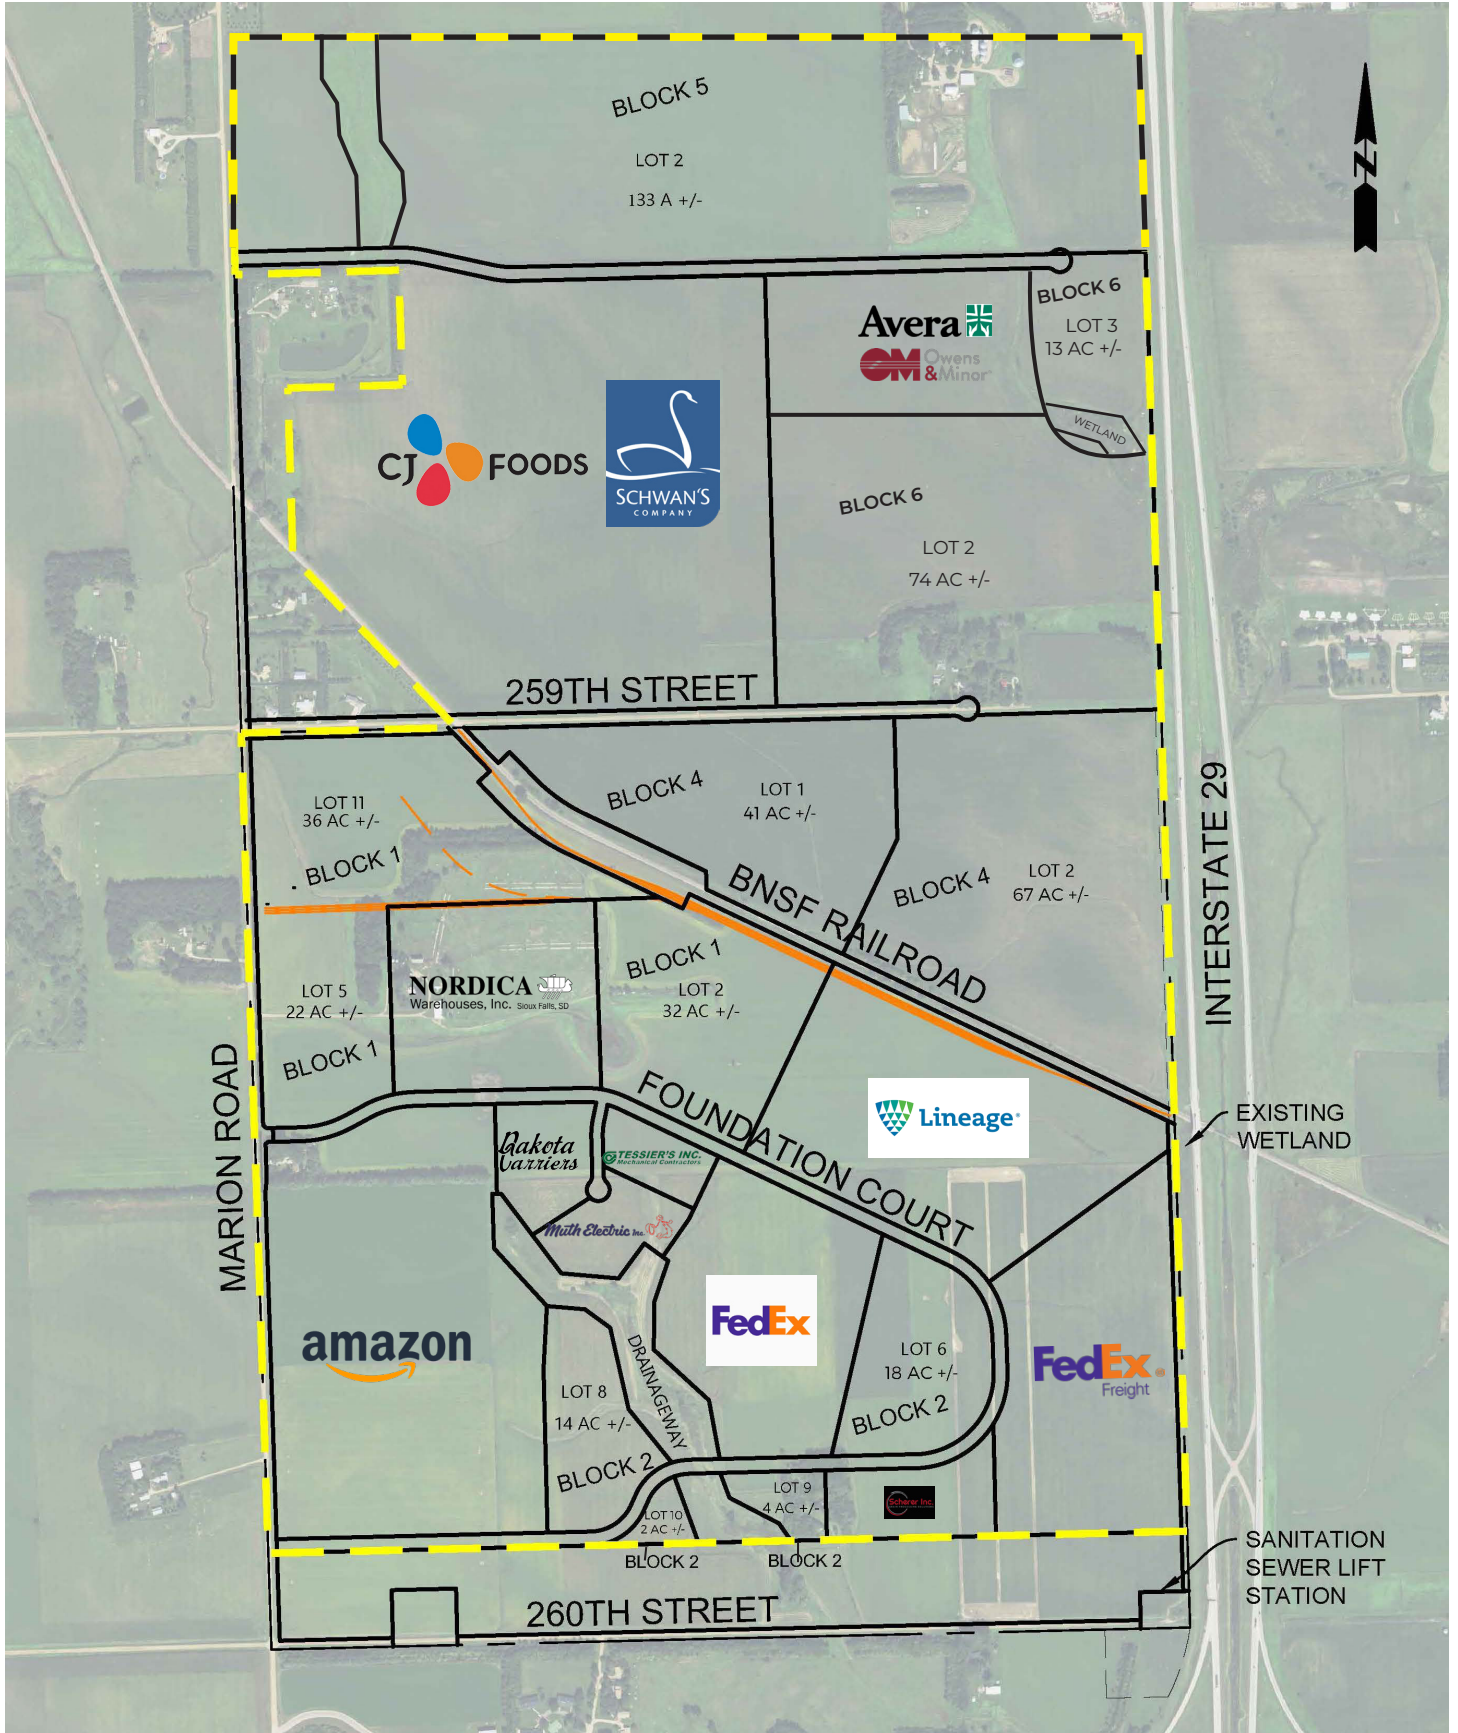 BLOCK 5
LOT 2
133 A +/-
N
BLOCK 6
LOT 3
13 AC +/-
Avera
OM Owens
&Minor
WETLAND
CJ FOODS
SCHWAN'S
COMPANY
BLOCK 6
LOT 2
74 AC +/-
259TH STREET
LOT 11
36 AC +/-
BLOCK 1
BLOCK 4
LOT 1
41 AC +/-
BLOCK 4
LOT 2
67 AC +/-
BNSF RAILROAD
INTERSTATE 29
LOT 5
22 AC +/-
BLOCK 1
NORDICA
Warehouses, Inc. Sioux Falls, SD
BLOCK 1
LOT 2
32 AC +/-
MARION ROAD
FOUNDATION COURT
Lineage
EXISTING
WETLAND
Dakota
Carriers
TESSIER'S INC.
Mechanical Contractors
Muth Electric Inc.
amazon
FedEx
DRAINAGEWAY
LOT 8
14 AC +/-
BLOCK 2
LOT 6
18 AC +/-
BLOCK 2
FedEx
Freight
LOT 9
4 AC +/-
LOT 10
2 AC +/-
Scherer Inc.
BLOCK 2
BLOCK 2
260TH STREET
SANITATION
SEWER LIFT
STATION